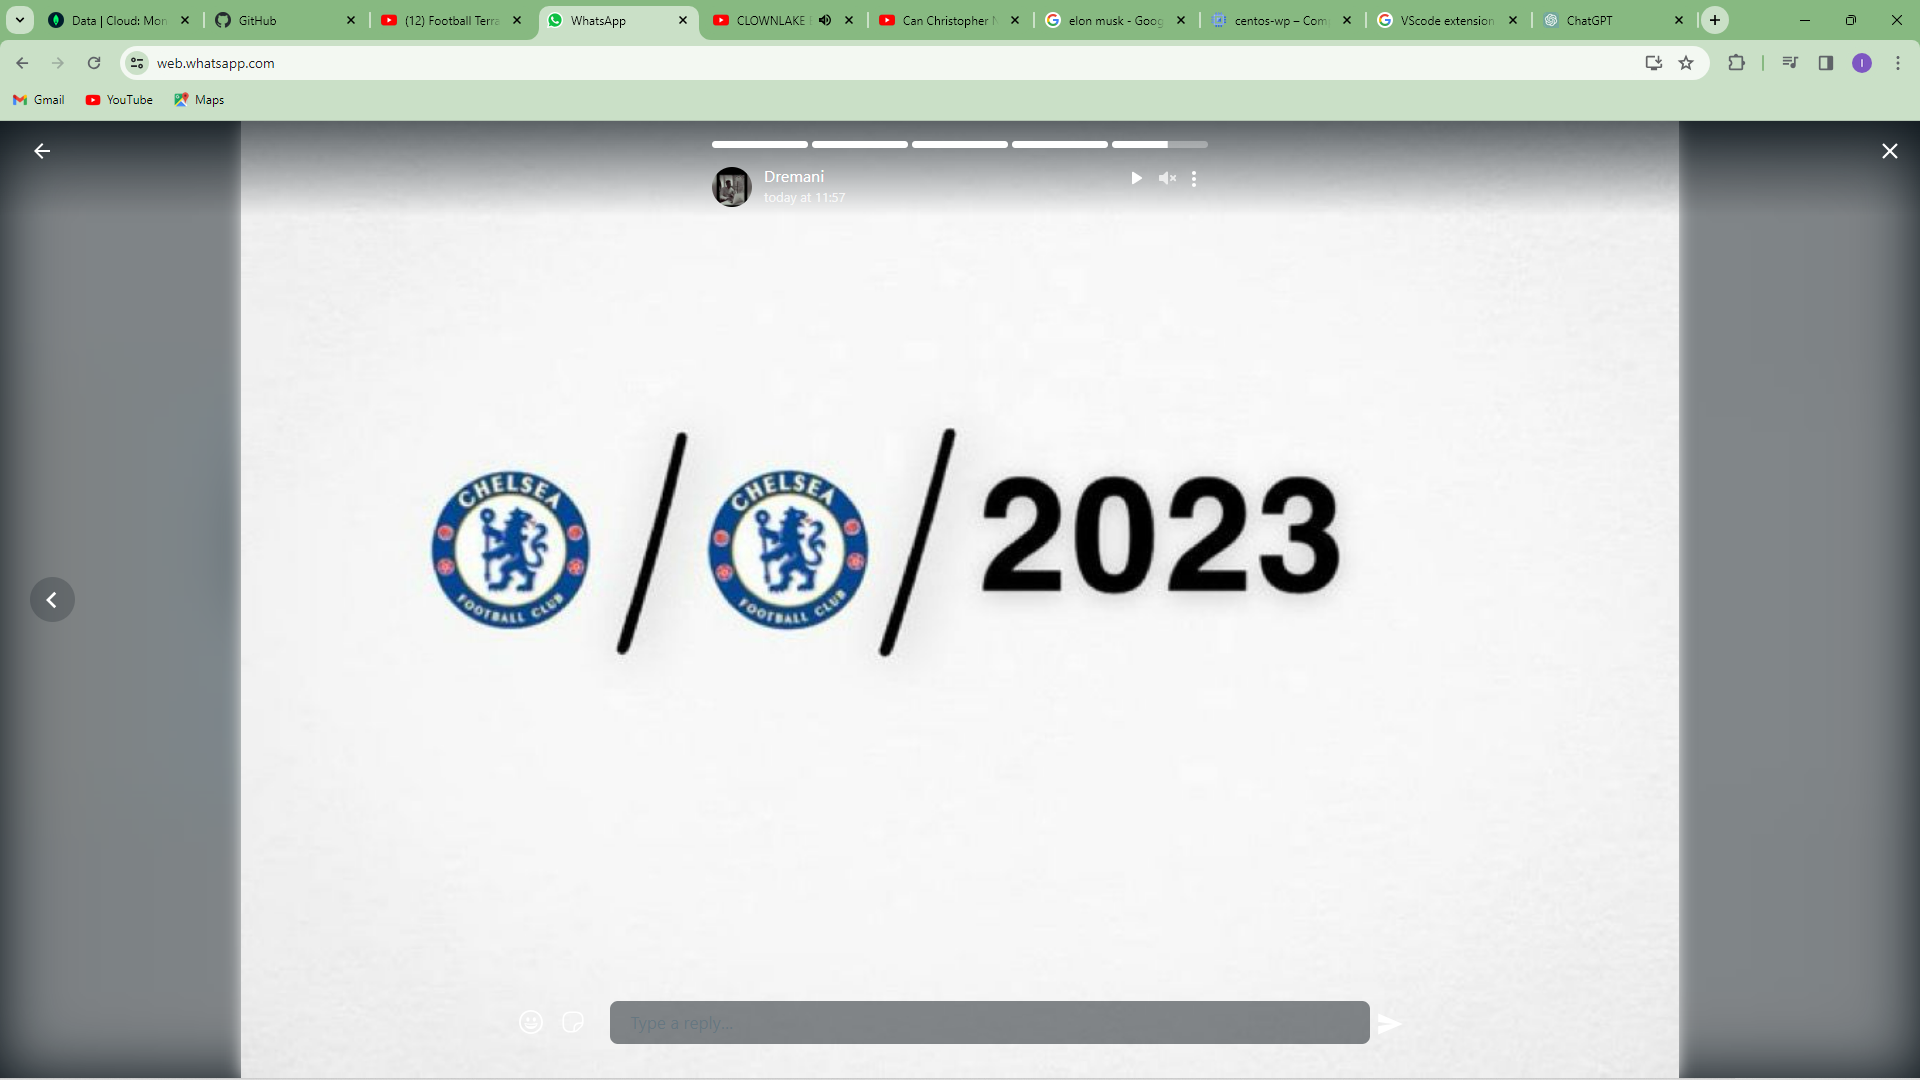 Data | Cloud: Mon
GitHub
(12) Football Terra
WhatsApp
CLOWNLAKE
Can Christopher N
elon musk - Goog
centos-wp – Com
VScode extension
ChatGPT
web.whatsapp.com
I
Gmail
YouTube
Maps
Dremani
today at 11:57
CHELSEA
FOOTBALL CLUB
/
CHELSEA
FOOTBALL CLUB
/ 2023
Type a reply...